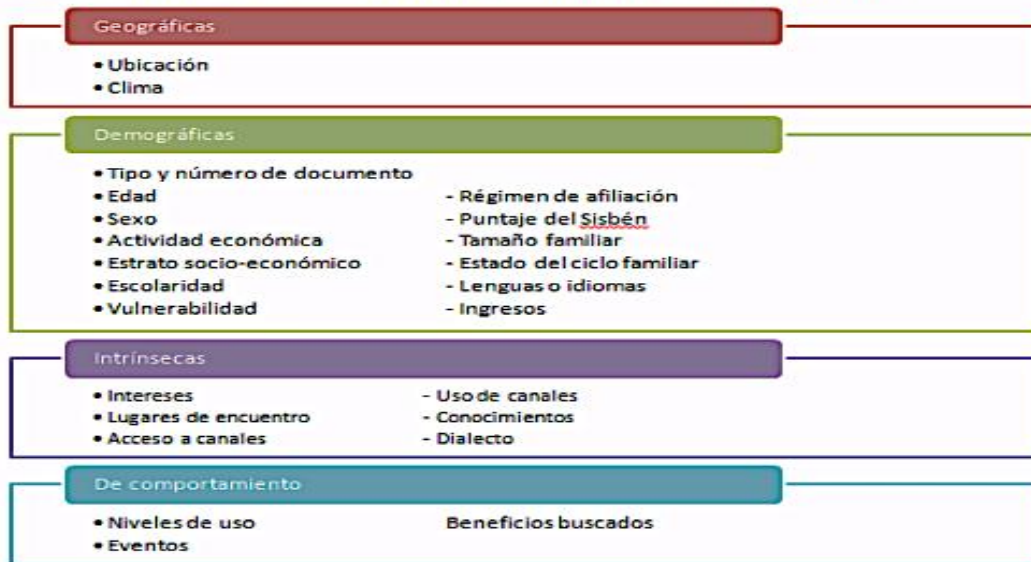 Geográficas
• Ubicación
• Clima
Demográficas
• Tipo y número de documento
• Edad - Régimen de afiliación
• Sexo - Puntaje del Sisbén
• Actividad económica - Tamaño familiar
• Estrato socio-económico - Estado del ciclo familiar
• Escolaridad - Lenguas o idiomas
• Vulnerabilidad - Ingresos
Intrínsecas
• Intereses - Uso de canales
• Lugares de encuentro - Conocimientos
• Acceso a canales - Dialecto
De comportamiento
• Niveles de uso Beneficios buscados
• Eventos